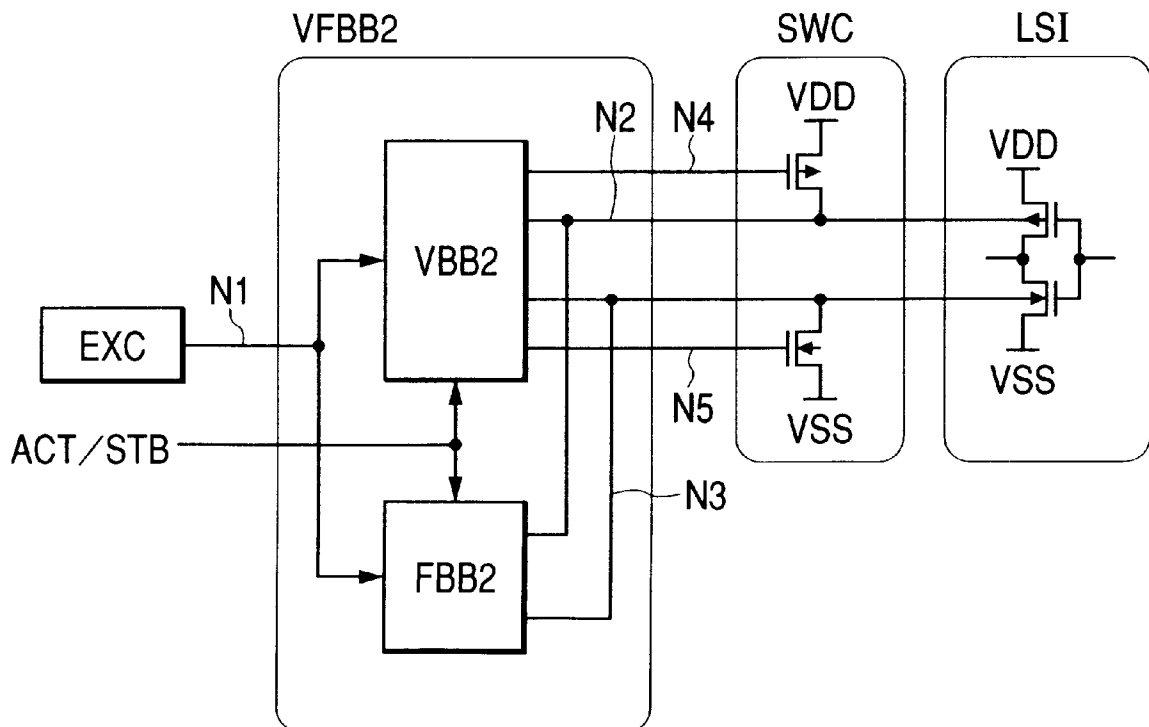 VFBB2
SWC
LSI
VDD
N2
N4
VDD
VBB2
N1
EXC
N5
VSS
VSS
ACT/STB
N3
FBB2